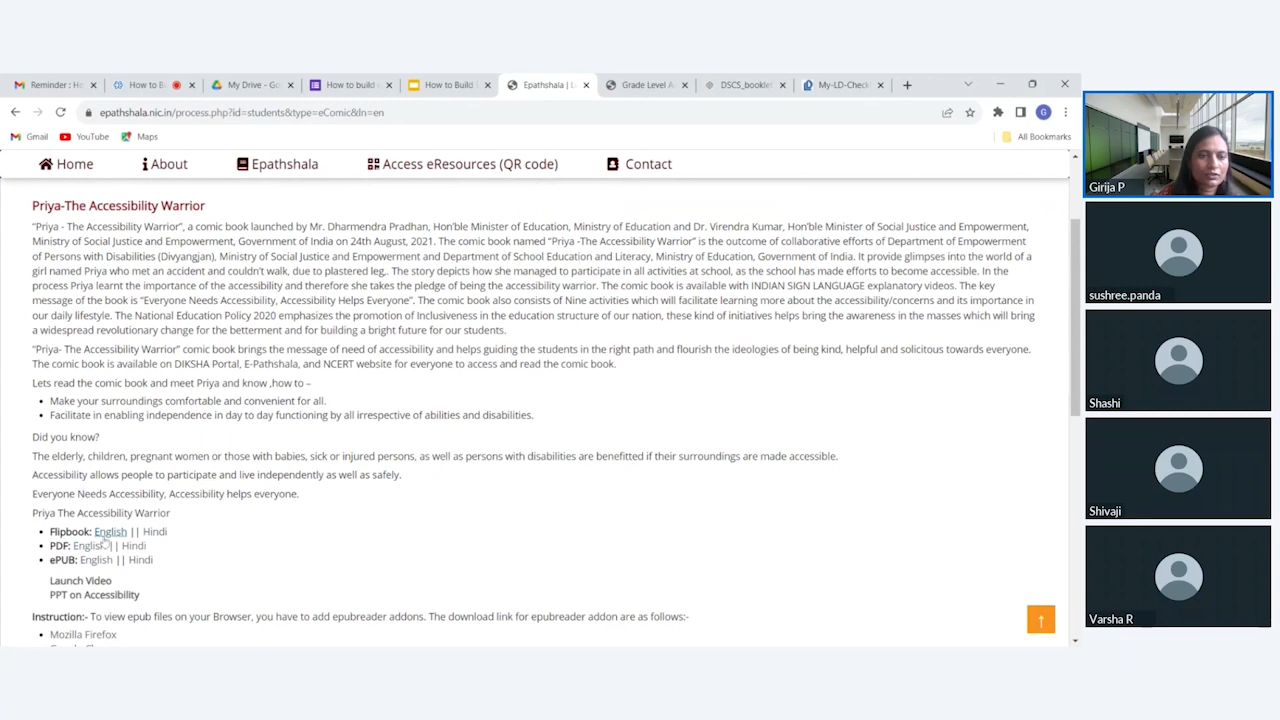 Reminder : H
How to B
My Drive - Go
How to build
How to Build
Epathshala | L
Grade Level A
DSCS_booklet
My-LD-Check
epathshala.nic.in/process.php?id=students&type=eComic&ln=en
G
Gmail YouTube Maps
All Bookmarks
Home About Epathshala Access eResources (QR code) Contact
Priya-The Accessibility Warrior
“Priya - The Accessibility Warrior”, a comic book launched by Mr. Dharmendra Pradhan, Hon'ble Minister of Education, Ministry of Education and Dr. Virendra Kumar, Hon'ble Minister of Social Justice and Empowerment,
Ministry of Social Justice and Empowerment, Government of India on 24th August, 2021. The comic book named “Priya -The Accessibility Warrior” is the outcome of collaborative efforts of Department of Empowerment
of Persons with Disabilities (Divyangjan), Ministry of Social Justice and Empowerment and Department of School Education and Literacy, Ministry of Education, Government of India. It provide glimpses into the world of a
girl named Priya who met an accident and couldn't walk, due to plastered leg,. The story depicts how she managed to participate in all activities at school, as the school has made efforts to become accessible. In the
process Priya learnt the importance of the accessibility and therefore she takes the pledge of being the accessibility warrior. The comic book is available with INDIAN SIGN LANGUAGE explanatory videos. The key
message of the book is “Everyone Needs Accessibility, Accessibility Helps Everyone”. The comic book also consists of Nine activities which will facilitate learning more about the accessibility/concerns and its importance in
our daily lifestyle. The National Education Policy 2020 emphasizes the promotion of Inclusiveness in the education structure of our nation, these kind of initiatives helps bring the awareness in the masses which will bring
a widespread revolutionary change for the betterment and for building a bright future for our students.
“Priya- The Accessibility Warrior” comic book brings the message of need of accessibility and helps guiding the students in the right path and flourish the ideologies of being kind, helpful and solicitous towards everyone.
The comic book is available on DIKSHA Portal, E-Pathshala, and NCERT website for everyone to access and read the comic book.
Lets read the comic book and meet Priya and know ,how to –
• Make your surroundings comfortable and convenient for all.
• Facilitate in enabling independence in day to day functioning by all irrespective of abilities and disabilities.
Did you know?
The elderly, children, pregnant women or those with babies, sick or injured persons, as well as persons with disabilities are benefitted if their surroundings are made accessible.
Accessibility allows people to participate and live independently as well as safely.
Everyone Needs Accessibility, Accessibility helps everyone.
Priya The Accessibility Warrior
• Flipbook: English || Hindi
• PDF: English || Hindi
• ePUB: English || Hindi
Launch Video
PPT on Accessibility
Instruction:- To view epub files on your Browser, you have to add epubreader addons. The download link for epubreader addon are as follows:-
• Mozilla Firefox
Girija P
sushree.panda
Shashi
Shivaji
Varsha R